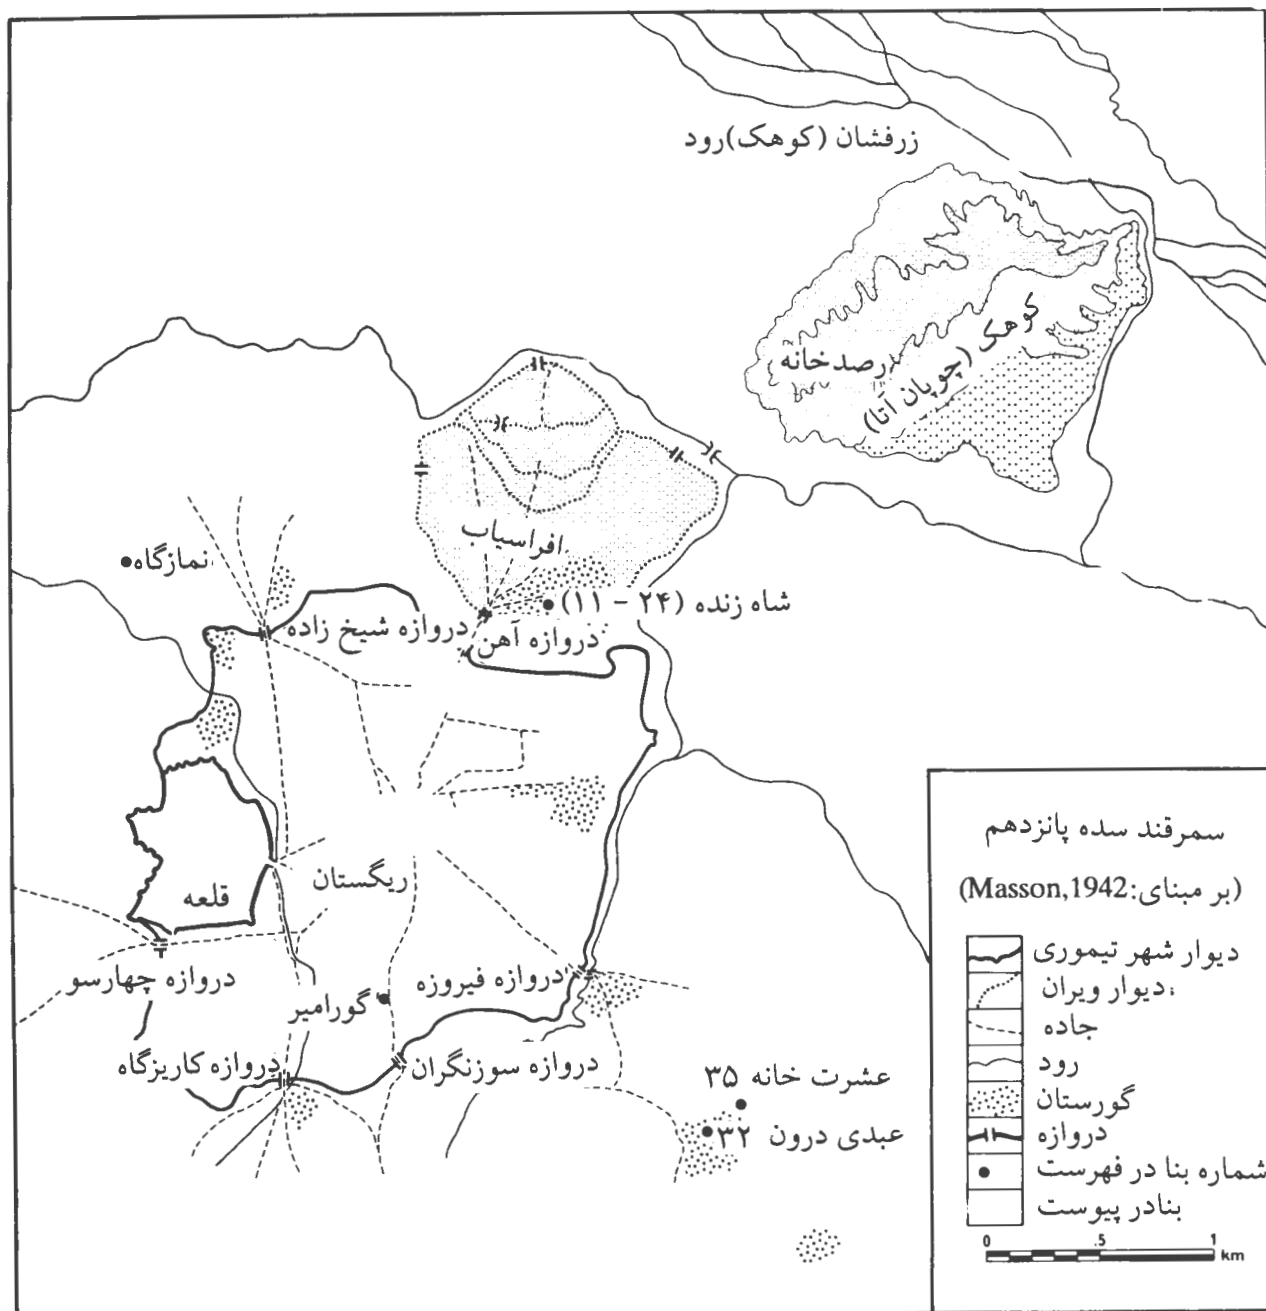 زرفشان (کوهک)رود
کوهک (چوپان آتا)
رصدخانه
افراسیاب
نمازگاه
شاه زنده (۲۴ - ۱۱)
دروازه شیخ زاده
دروازه آهن
ریگستان
قلعه
دروازه چهارسو
دروازه فیروزه
گورامیر
دروازه کاریزگاه
دروازه سوزنگران
عشرت خانه ۳۵
عبدی درون ۳۲
سمرقند سده پانزدهم
(بر مبنای:Masson,1942)
دیوار شهر تیموری
دیوار ویران
جاده
رود
گورستان
دروازه
شماره بنا در فهرست
بنادر پیوست
0 .5 1
km